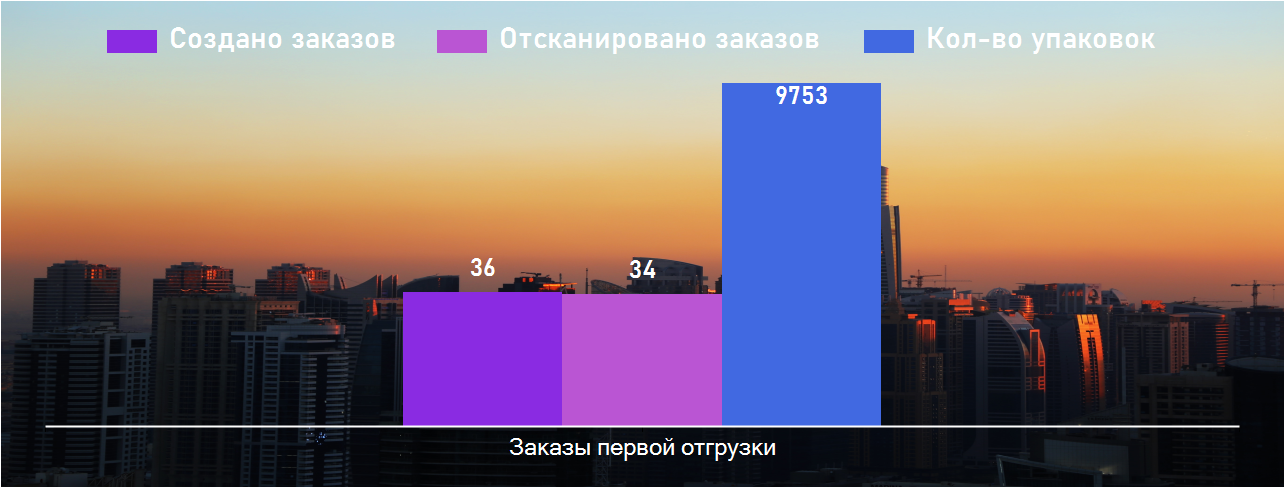 Создано заказов Отсканировано заказов Кол-во упаковок
9753
36 34
Заказы первой отгрузки